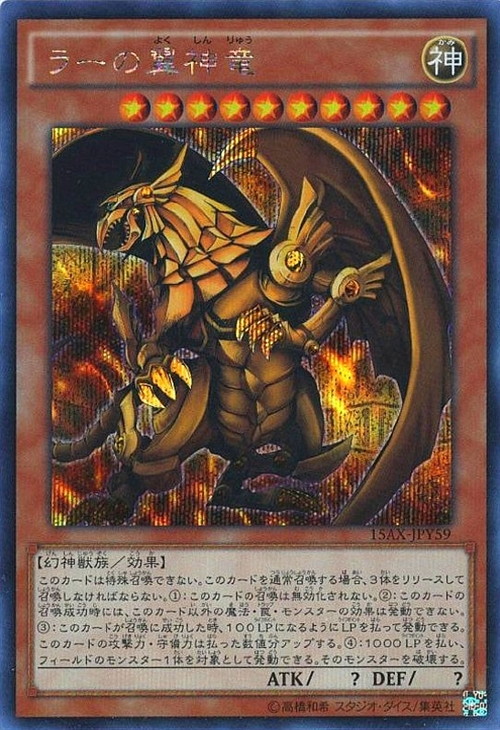 ラーの翼神竜
よく しん りゅう
神
かみ
15AX-JPY59
【幻神獣族／効果】
このカードは特殊召喚できない。このカードを通常召喚する場合、3体をリリースして
召喚しなければならない。①：このカードの召喚は無効化されない。②：このカードの
召喚成功時には、このカード以外の魔法・罠・モンスターの効果は発動できない。
③：このカードが召喚に成功した時、100LPになるようにLPを払って発動できる。
このカードの攻撃力・守備力は払った数値分アップする。④：1000LPを払い、
フィールドのモンスター1体を対象として発動できる。そのモンスターを破壊する。
ATK/ ? DEF/ ?
©高橋和希 スタジオ・ダイス/集英社